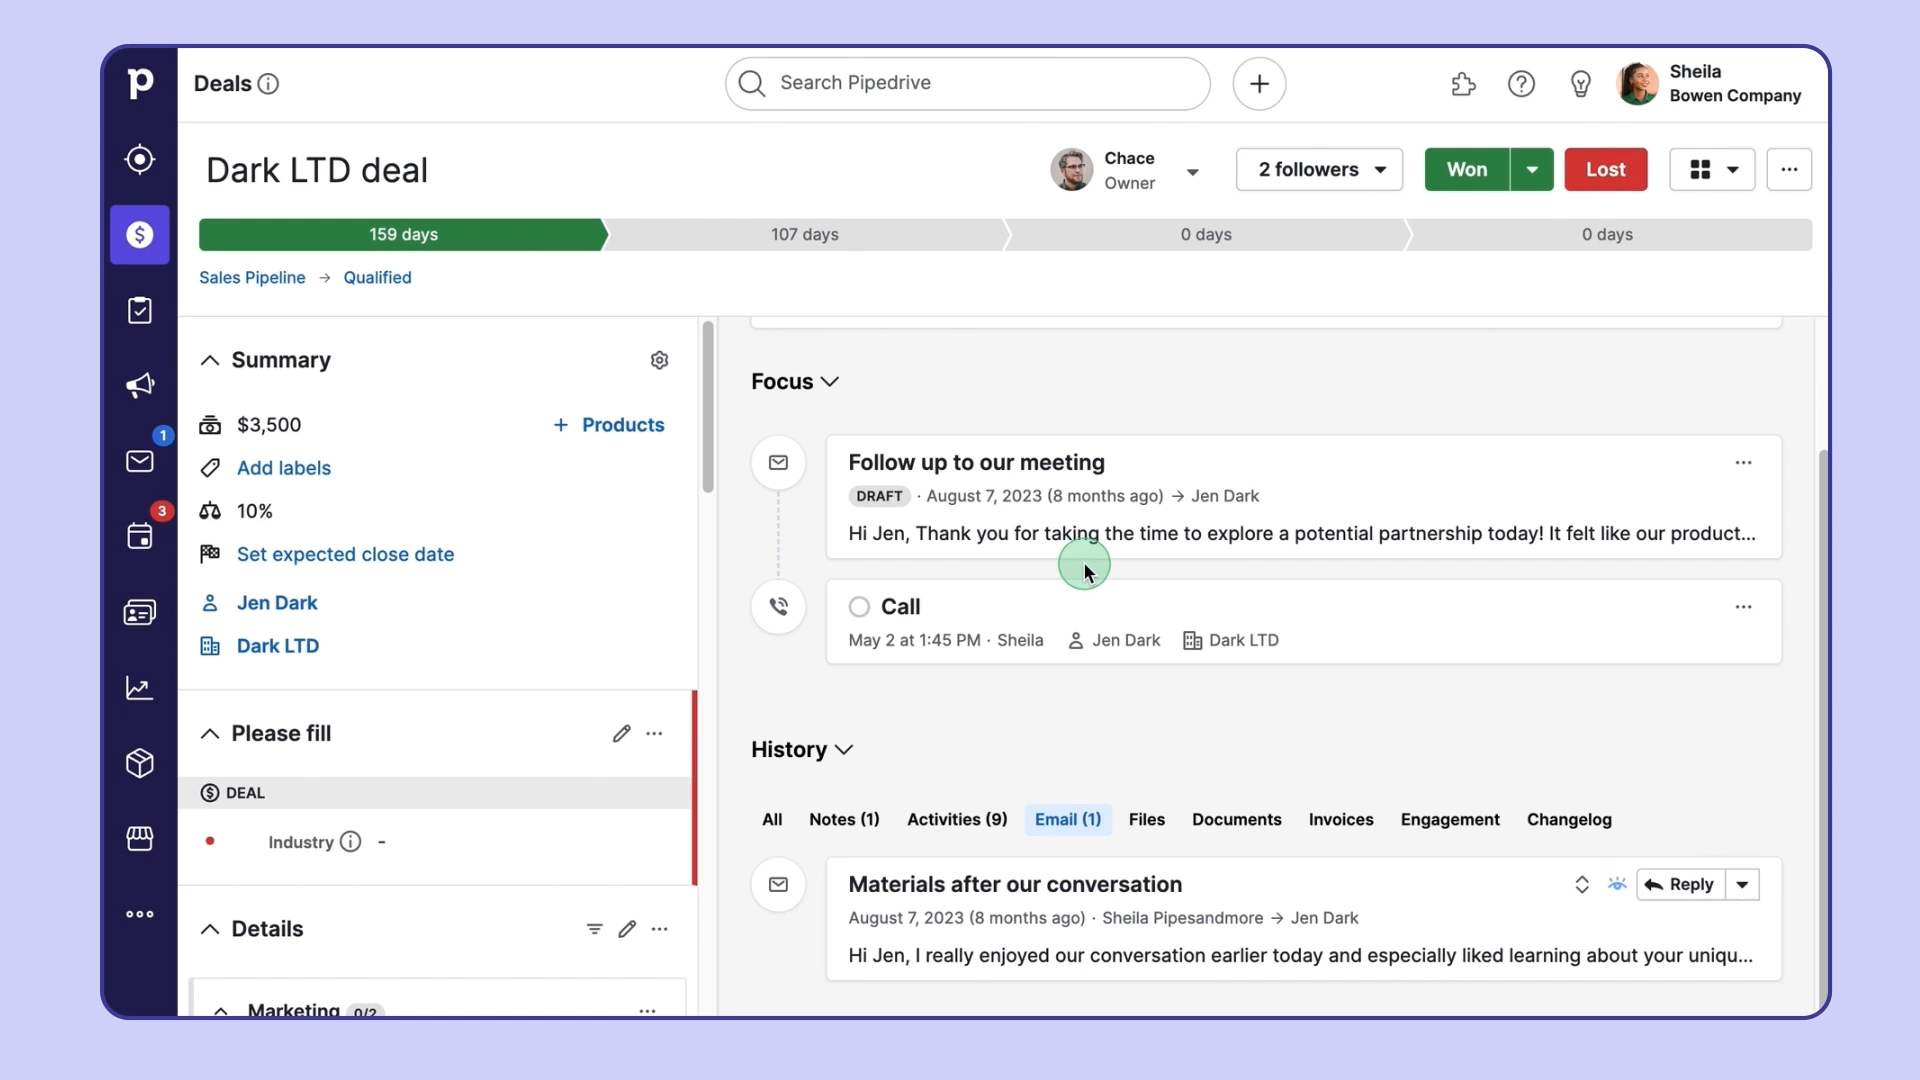 p
Deals
Search Pipedrive
Sheila
Bowen Company
Dark LTD deal
Chace
Owner
2 followers
Won
Lost
159 days
107 days
0 days
0 days
Sales Pipeline → Qualified
Summary
$3,500
+ Products
Add labels
10%
Set expected close date
Jen Dark
Dark LTD
Please fill
DEAL
Industry -
Details
Marketing 0/2
1
3
Focus
Follow up to our meeting
DRAFT · August 7, 2023 (8 months ago) → Jen Dark
Hi Jen, Thank you for taking the time to explore a potential partnership today! It felt like our product...
Call
May 2 at 1:45 PM · Sheila Jen Dark Dark LTD
History
All Notes (1) Activities (9) Email (1) Files Documents Invoices Engagement Changelog
Materials after our conversation
Reply
August 7, 2023 (8 months ago) · Sheila Pipesandmore → Jen Dark
Hi Jen, I really enjoyed our conversation earlier today and especially liked learning about your uniqu...